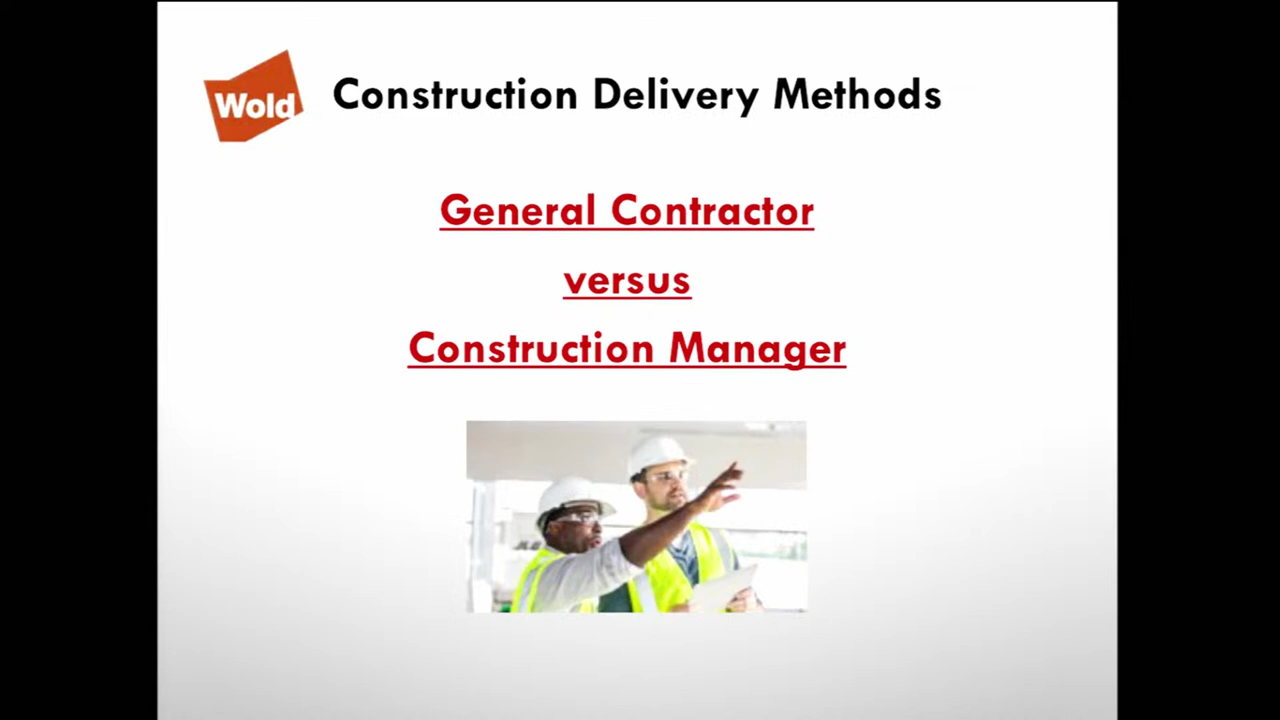 Wold
Construction Delivery Methods
General Contractor
versus
Construction Manager